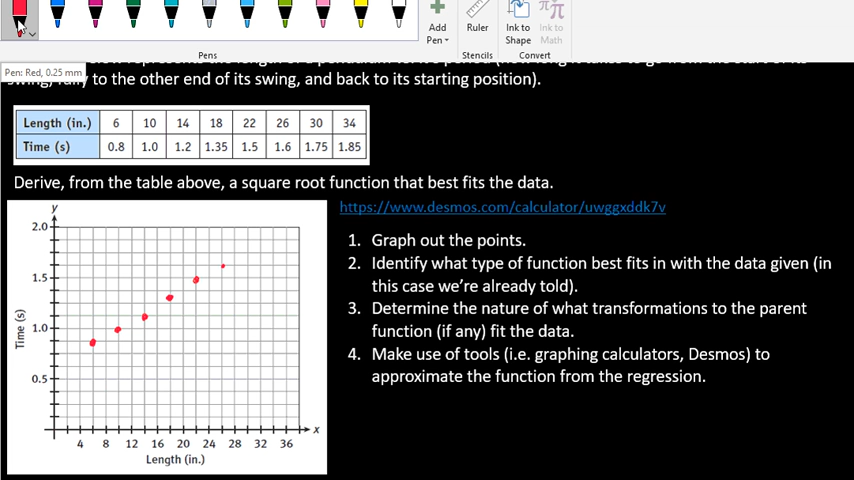 Add
Pen
Ruler
Ink to
Shape
Ink to
Math
Pens
Stencils
Convert
Pen: Red, 0.25 mm
to the other end of its swing, and back to its starting position).
Length (in.) 6 10 14 18 22 26 30 34
Time (s) 0.8 1.0 1.2 1.35 1.5 1.6 1.75 1.85
Derive, from the table above, a square root function that best fits the data.
https://www.desmos.com/calculator/uwggxddk7v
1. Graph out the points.
2. Identify what type of function best fits in with the data given (in
this case we’re already told).
3. Determine the nature of what transformations to the parent
function (if any) fit the data.
4. Make use of tools (i.e. graphing calculators, Desmos) to
approximate the function from the regression.
y
2.0
1.5
1.0
0.5
Time (s)
x
4 8 12 16 20 24 28 32 36
Length (in.)